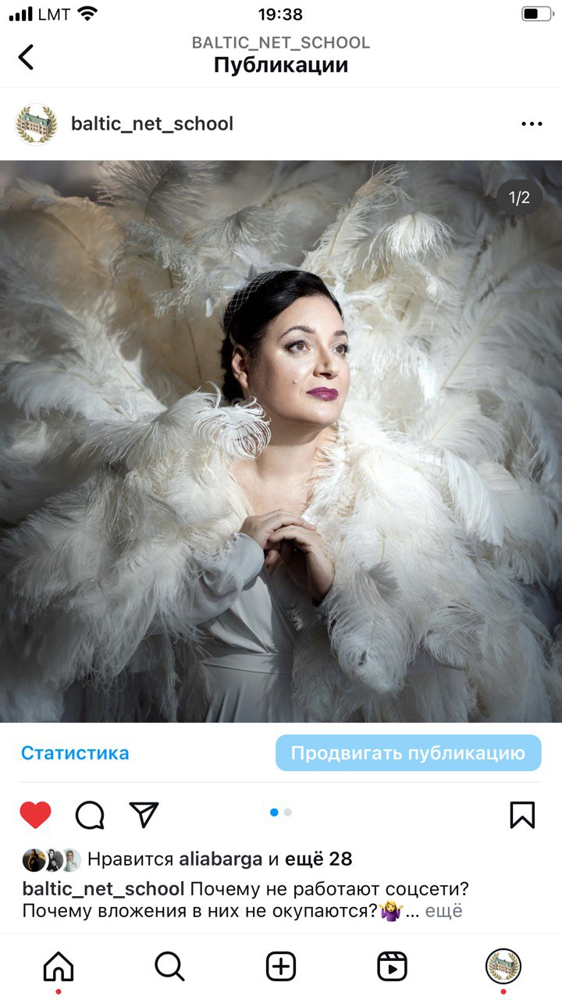 LMT
19:38
BALTIC_NET_SCHOOL
Публикации
baltic_net_school
1/2
Статистика
Продвигать публикацию
Нравится aliabarga и ещё 28
baltic_net_school Почему не работают соцсети?
Почему вложения в них не окупаются?🤷‍♀️... ещё